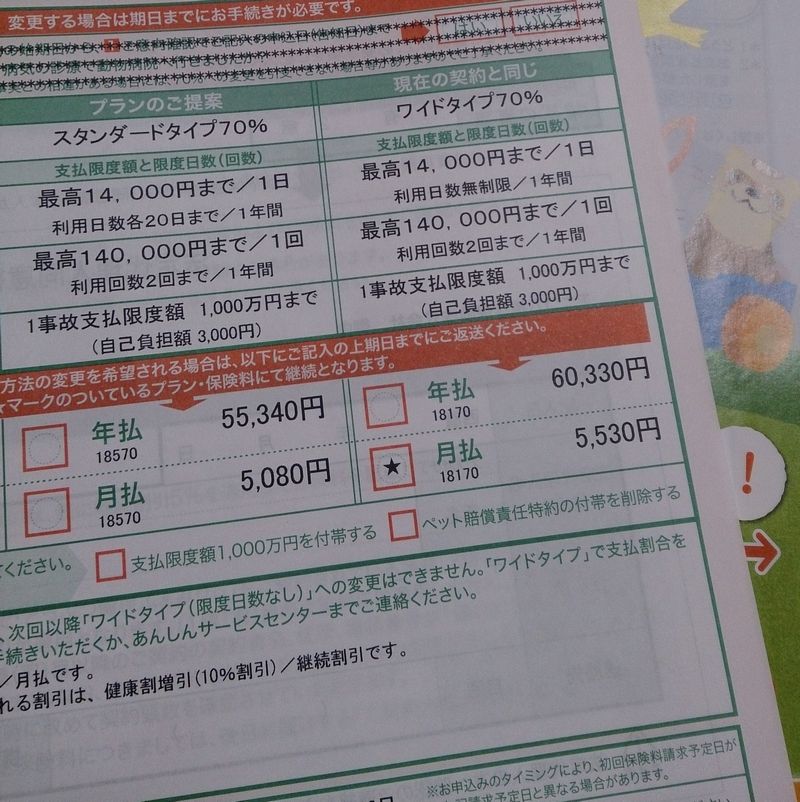 変更する場合は期日までにお手続きが必要です。
プランのご提案
現在の契約と同じ
スタンダードタイプ70%
ワイドタイプ70%
支払限度額と限度日数(回数)
支払限度額と限度日数(回数)
最高14,000円まで/1日
利用日数各20日まで/1年間
最高14,000円まで/1日
利用日数無制限/1年間
最高140,000円まで/1回
利用回数2回まで/1年間
最高140,000円まで/1回
利用回数2回まで/1年間
1事故支払限度額 1,000万円まで
(自己負担額 3,000円)
1事故支払限度額 1,000万円まで
(自己負担額 3,000円)
方法の変更を希望される場合は、以下にご記入の上期日までにご返送ください。
★マークのついているプラン・保険料にて継続となります。
年払
18570
55,340円
年払
18170
60,330円
月払
18570
5,080円
★
月払
18170
5,530円
ください。
支払限度額1,000万円を付帯する
ペット賠償責任特約の付帯を削除する
、次回以降「ワイドタイプ(限度日数なし)」への変更はできません。「ワイドタイプ」で支払割合を
手続きいただくか、あんしんサービスセンターまでご連絡ください。
/月払です。
れる割引は、健康割増引(10%割引)/継続割引です。
※お申込みのタイミングにより、初回保険料請求予定日が
請求予定日と異なる場合があります。
!